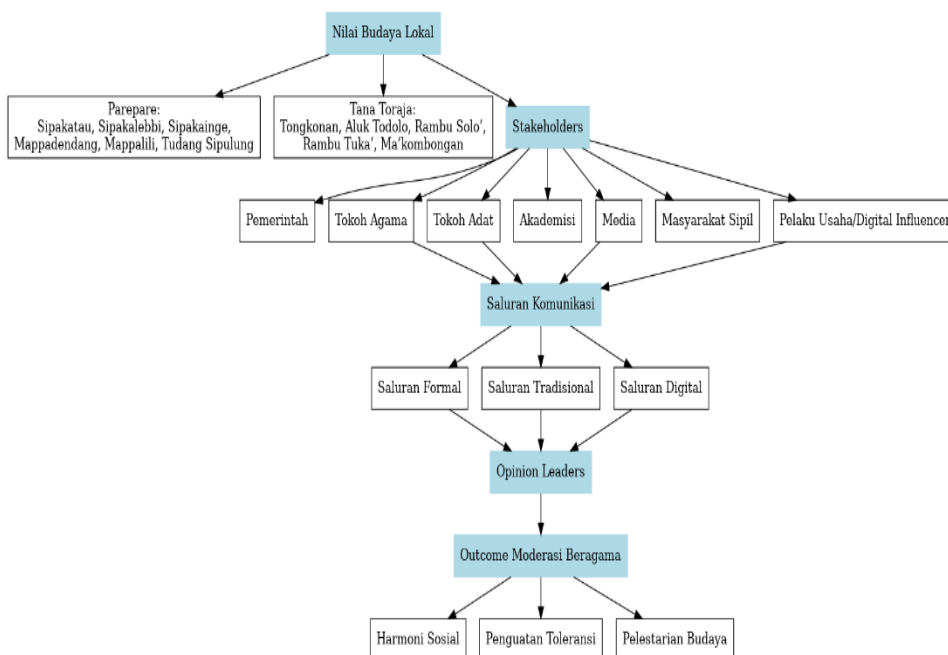 Nilai Budaya Lokal
Parepare:
Sipakatau, Sipakalebbi, Sipakainge,
Mappadendang, Mappalili, Tudang Sipulung
Tana Toraja:
Tongkonan, Aluk Todolo, Rambu Solo’,
Rambu Tuka’, Ma’kombongan
Stakeholders
Pemerintah
Tokoh Agama
Tokoh Adat
Akademisi
Media
Masyarakat Sipil
Pelaku Usaha/Digital Influencer
Saluran Komunikasi
Saluran Formal
Saluran Tradisional
Saluran Digital
Opinion Leaders
Outcome Moderasi Beragama
Harmoni Sosial
Penguatan Toleransi
Pelestarian Budaya